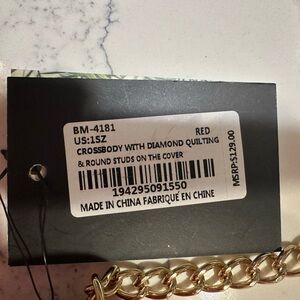 BM-4181
US:1SZ RED
CROSSBODY WITH DIAMOND QUILTING
& ROUND STUDS ON THE COVER
194295091550
MADE IN CHINA FABRIQUÉ EN CHINE
MSRP:$129.00